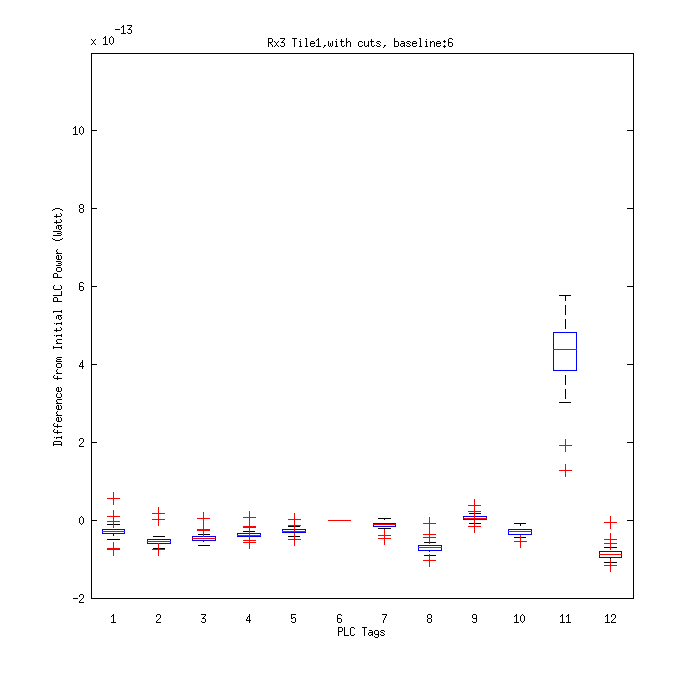 -13
x 10
Rx3 Tile1,with cuts, baseline:6
10
8
6
4
2
0
-2
Difference from Initial PLC Power (Watt)
1 2 3 4 5 6 7 8 9 10 11 12
PLC Tags